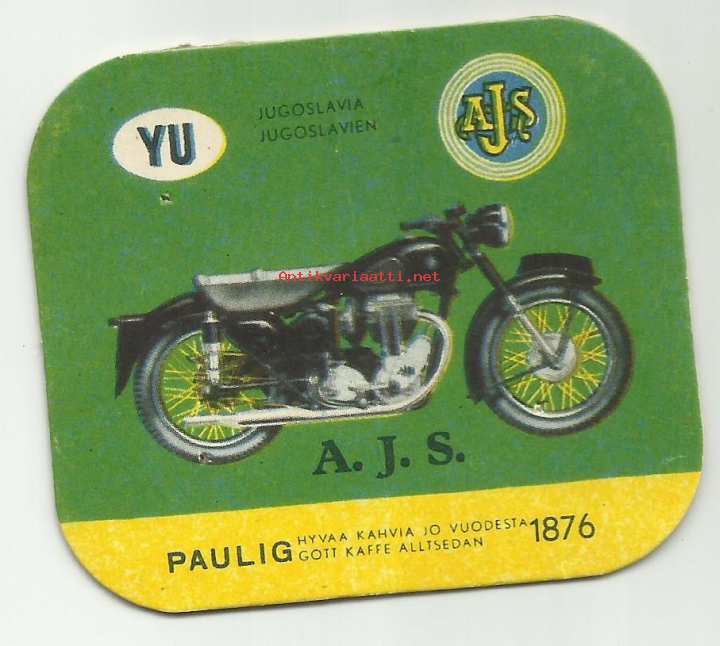 YU
JUGOSLAVIA
JUGOSLAVIEN
AJS
Antikvariaatti.net
A. J. S.
PAULIG
HYVAA KAHVIA JO VUODESTA
GOTT KAFFE ALLTSEDAN
1876